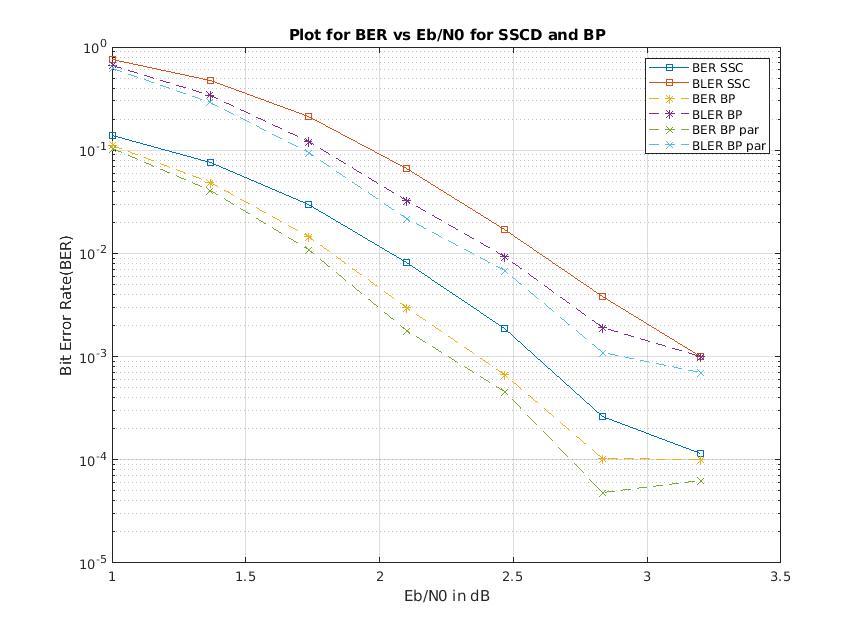 Plot for BER vs Eb/N0 for SSCD and BP
BER SSC
BLER SSC
BER BP
BLER BP
BER BP par
BLER BP par
10^0
10^-1
10^-2
10^-3
10^-4
10^-5
Bit Error Rate(BER)
1 1.5 2 2.5 3 3.5
Eb/N0 in dB